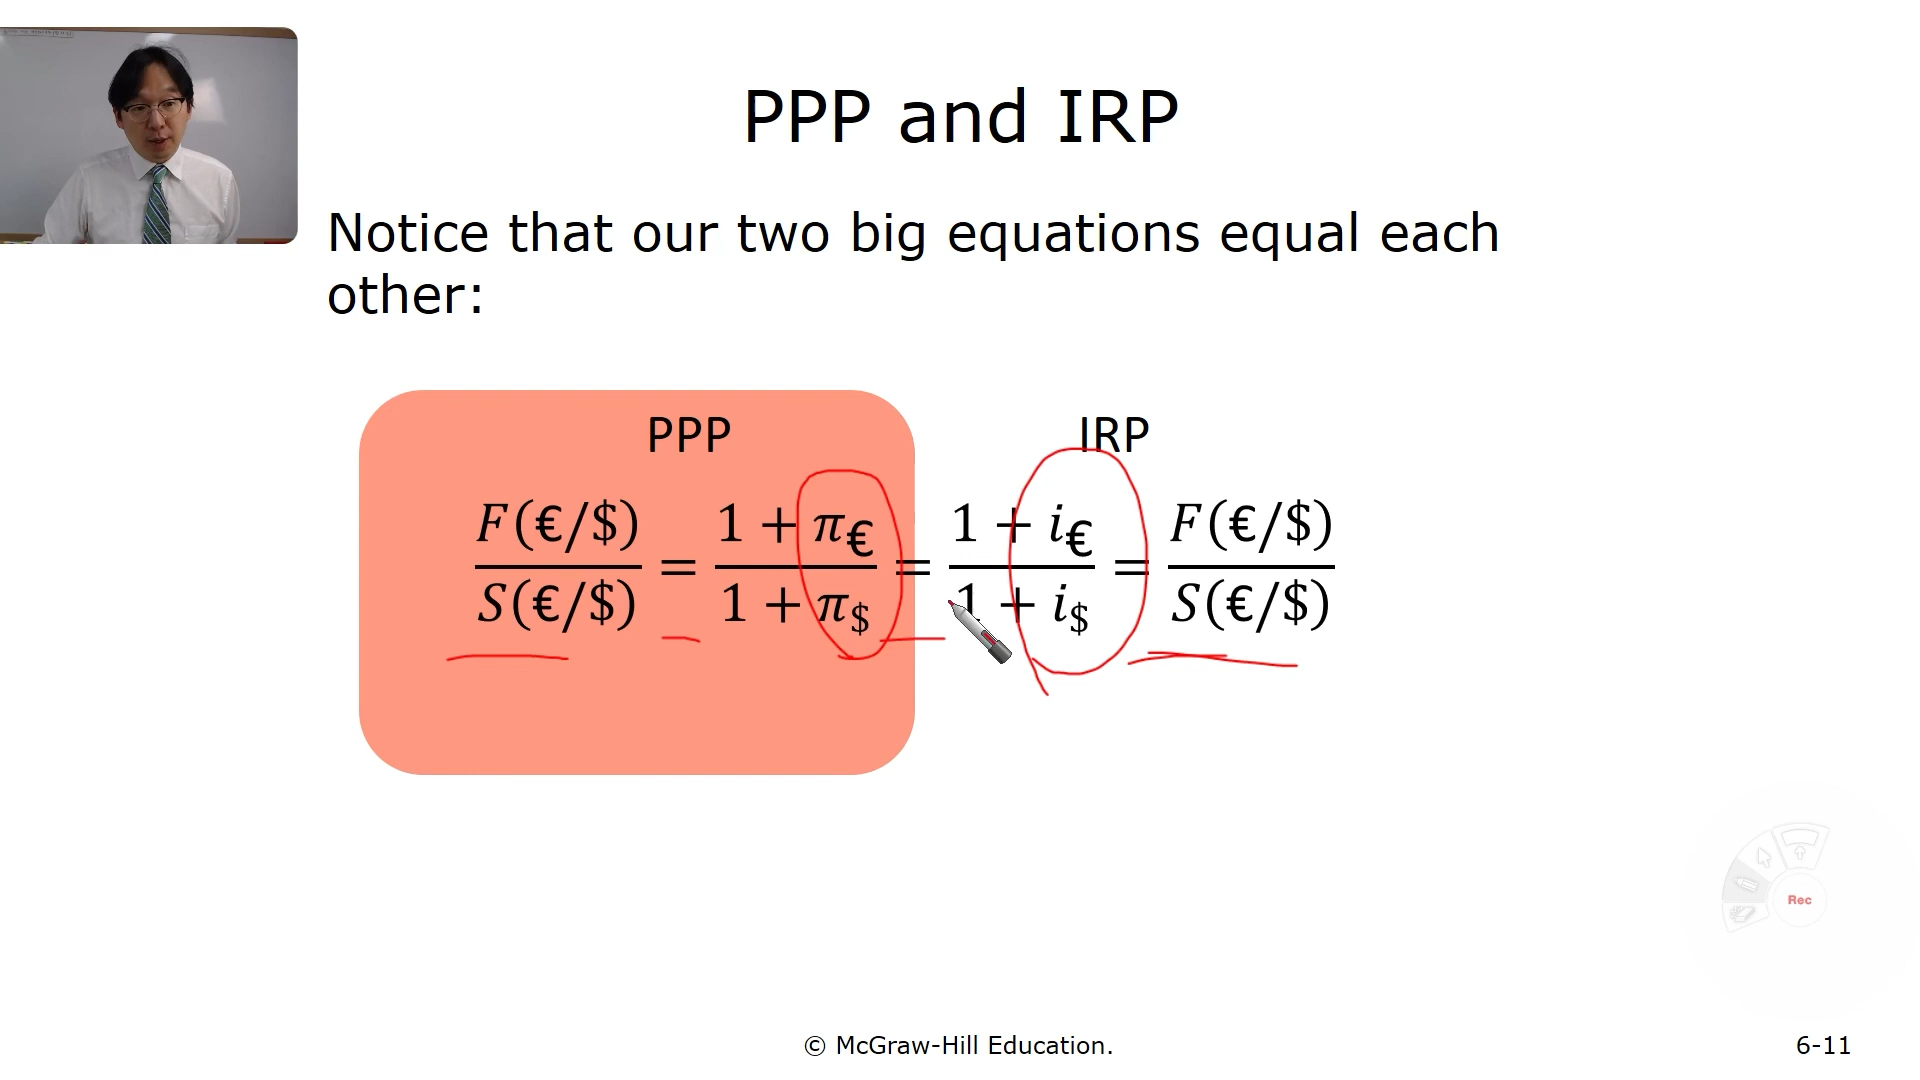 PPP and IRP
Notice that our two big equations equal each
other:
PPP IRP
F(€/$) / S(€/$) = 1 + π€ / 1 + π$ = 1 + i€ / 1 + i$ = F(€/$) / S(€/$)
Rec
© McGraw-Hill Education.
6-11